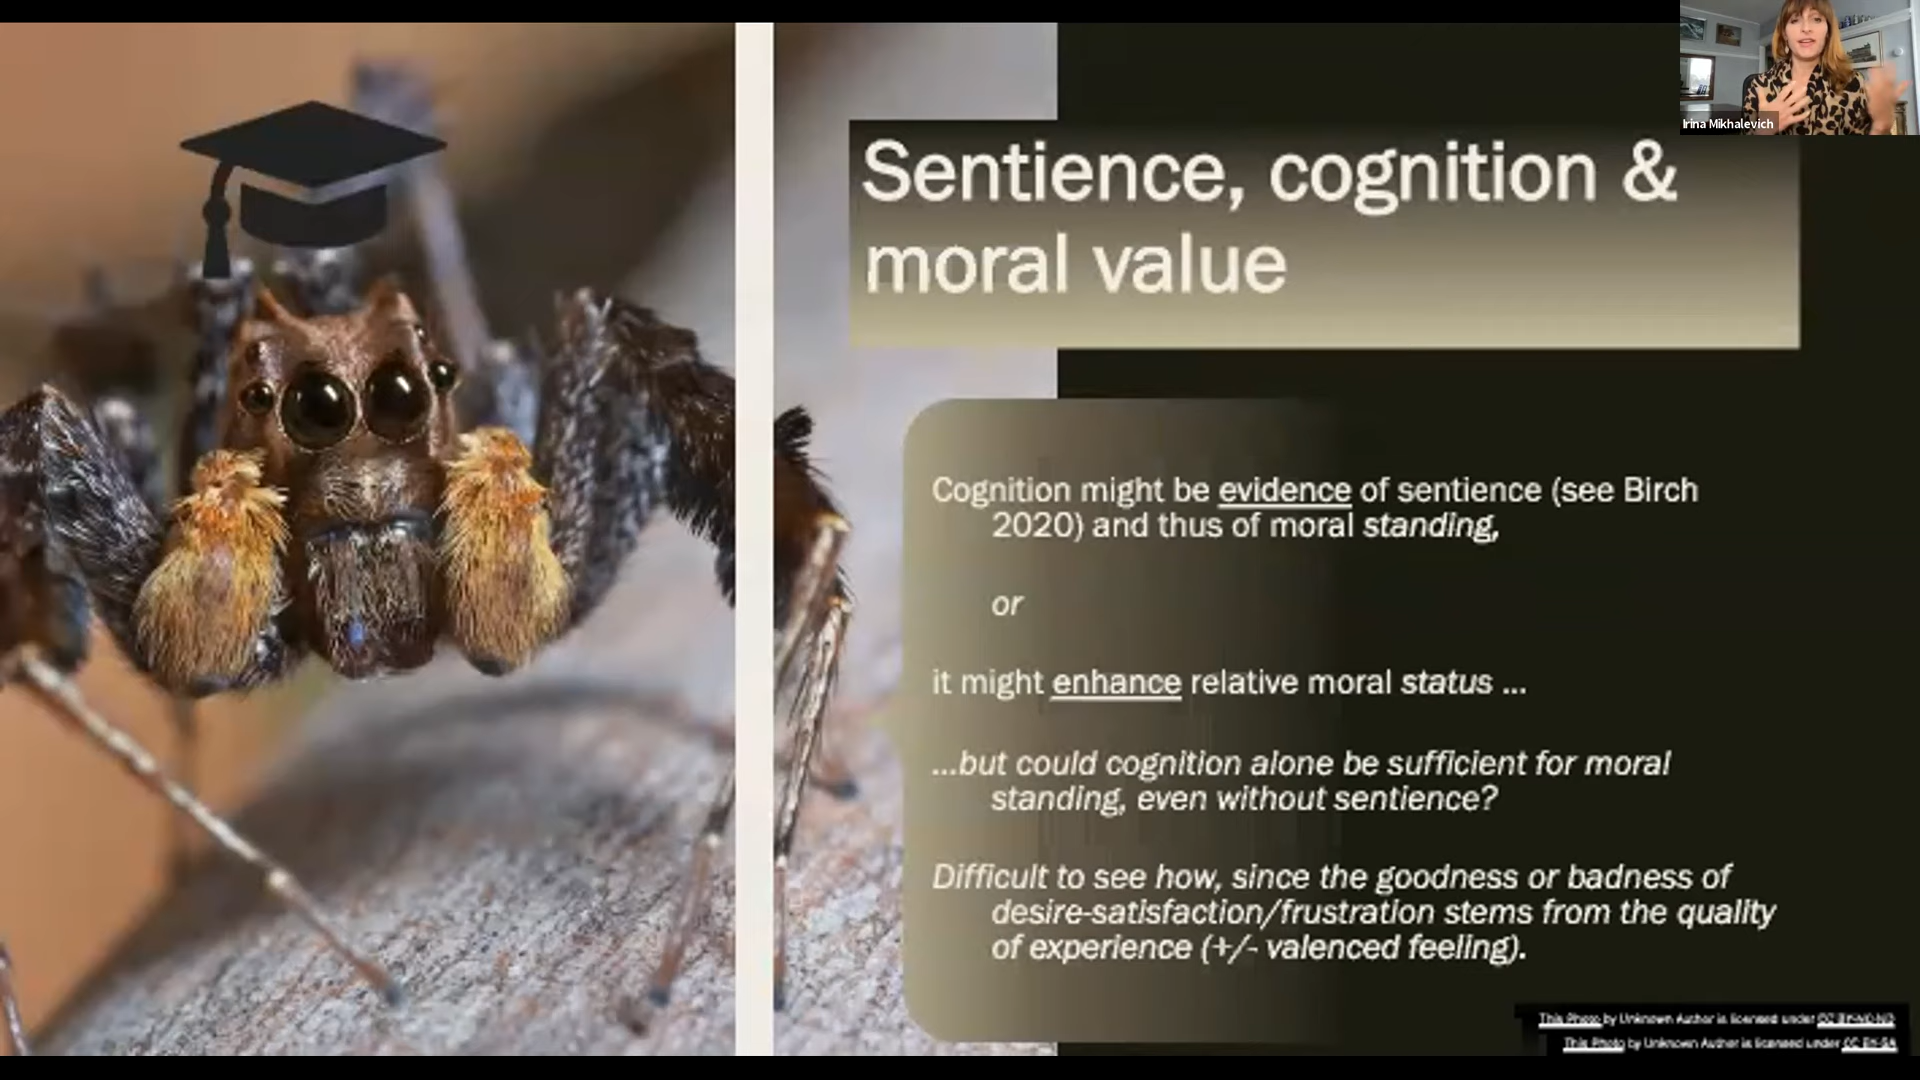 Irina Mikhalevich
Sentience, cognition &
moral value
Cognition might be evidence of sentience (see Birch
2020) and thus of moral standing,
or
it might enhance relative moral status ...
...but could cognition alone be sufficient for moral
standing, even without sentience?
Difficult to see how, since the goodness or badness of
desire-satisfaction/frustration stems from the quality
of experience (+/- valenced feeling).
This Photo by Unknown Author is licensed under CC BY-NC-ND
This Photo by Unknown Author is licensed under CC BY-SA